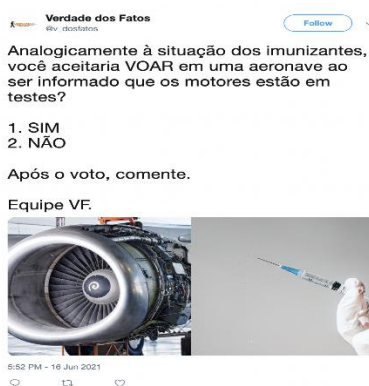 Verdade dos Fatos
@v_dosfatos
Follow
Analogicamente à situação dos imunizantes,
você aceitaria VOAR em uma aeronave ao
ser informado que os motores estão em
testes?
1. SIM
2. NÃO
Após o voto, comente.
Equipe VF.
5:52 PM - 16 Jun 2021